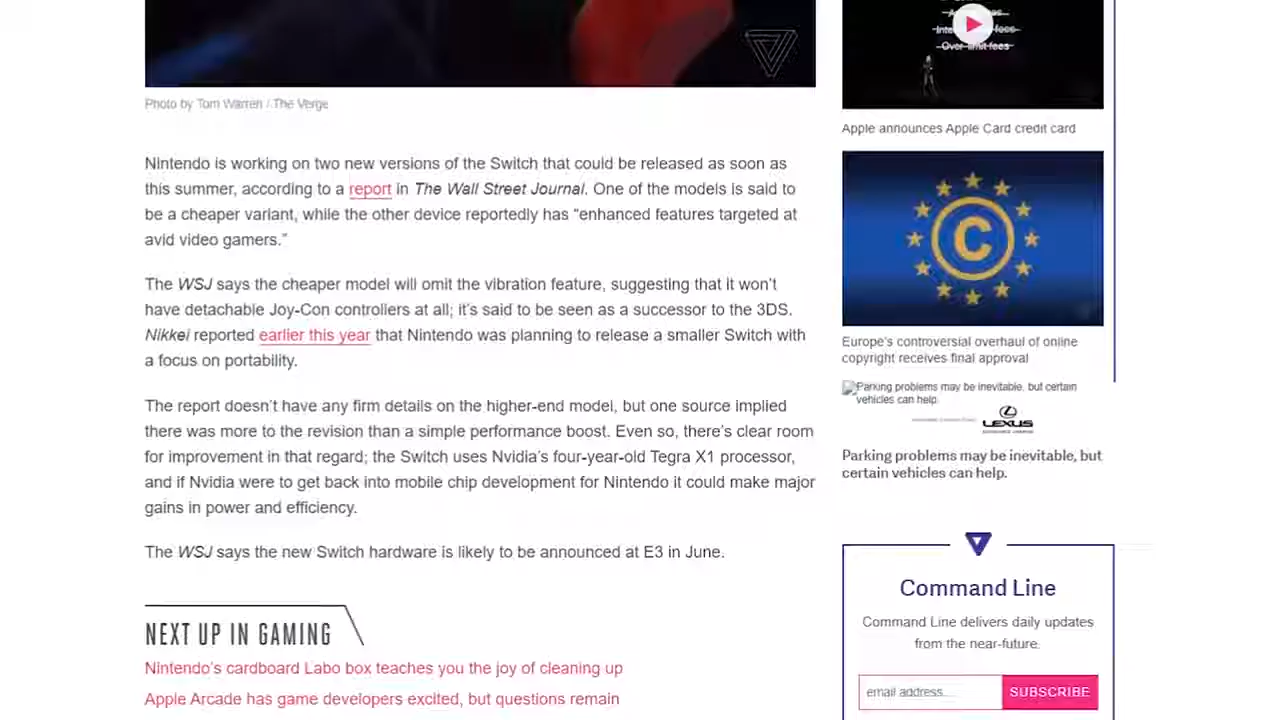 Over-limit fees
Photo by Tom Warren / The Verge
Apple announces Apple Card credit card
Nintendo is working on two new versions of the Switch that could be released as soon as
this summer, according to a report in The Wall Street Journal. One of the models is said to
be a cheaper variant, while the other device reportedly has “enhanced features targeted at
avid video gamers.”
The WSJ says the cheaper model will omit the vibration feature, suggesting that it won’t
have detachable Joy-Con controllers at all; it’s said to be seen as a successor to the 3DS.
Nikkei reported earlier this year that Nintendo was planning to release a smaller Switch with
a focus on portability.
The report doesn’t have any firm details on the higher-end model, but one source implied
there was more to the revision than a simple performance boost. Even so, there’s clear room
for improvement in that regard; the Switch uses Nvidia’s four-year-old Tegra X1 processor,
and if Nvidia were to get back into mobile chip development for Nintendo it could make major
gains in power and efficiency.
The WSJ says the new Switch hardware is likely to be announced at E3 in June.
NEXT UP IN GAMING
Nintendo’s cardboard Labo box teaches you the joy of cleaning up
Apple Arcade has game developers excited, but questions remain
C
Europe’s controversial overhaul of online
copyright receives final approval
Parking problems may be inevitable, but certain
vehicles can help.
LEXUS
Parking problems may be inevitable, but
certain vehicles can help.
Command Line
Command Line delivers daily updates
from the near-future.
email address...
SUBSCRIBE